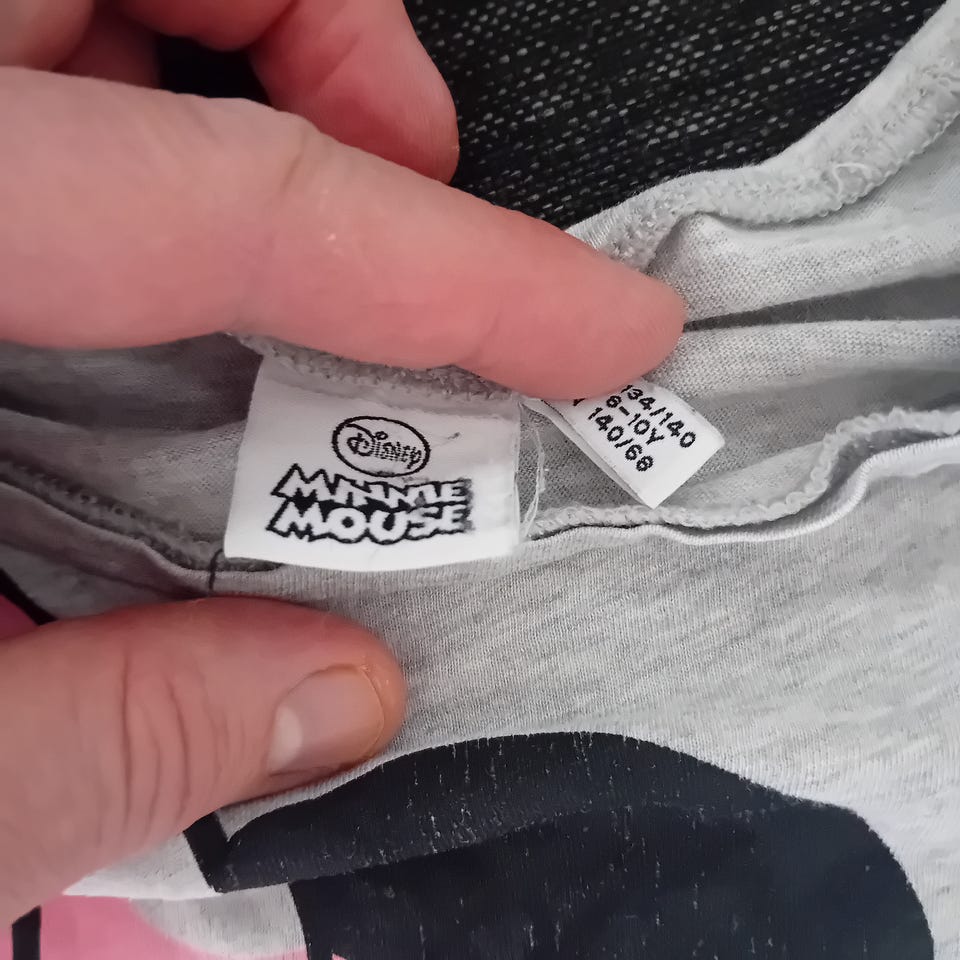 Disney
MINNIE
MOUSE
134/140
6-10Y
140/68